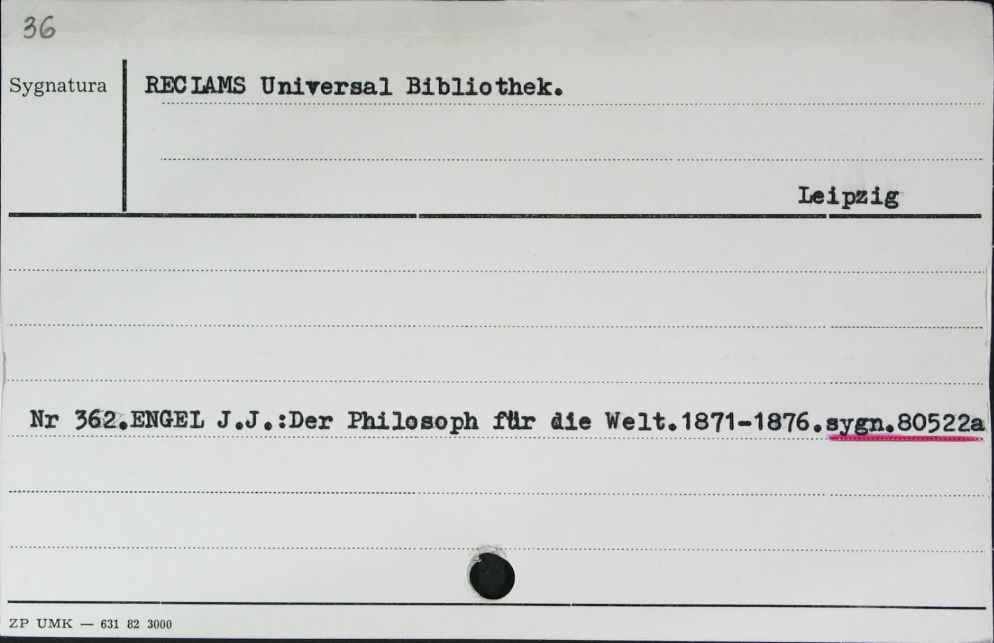 36
Sygnatura
RECLAMS Universal Bibliothek.
Leipzig
Nr 362.ENGEL J.J.:Der Philosoph für die Welt.1871-1876.sygn.80522a
ZP UMK — 631 82 3000